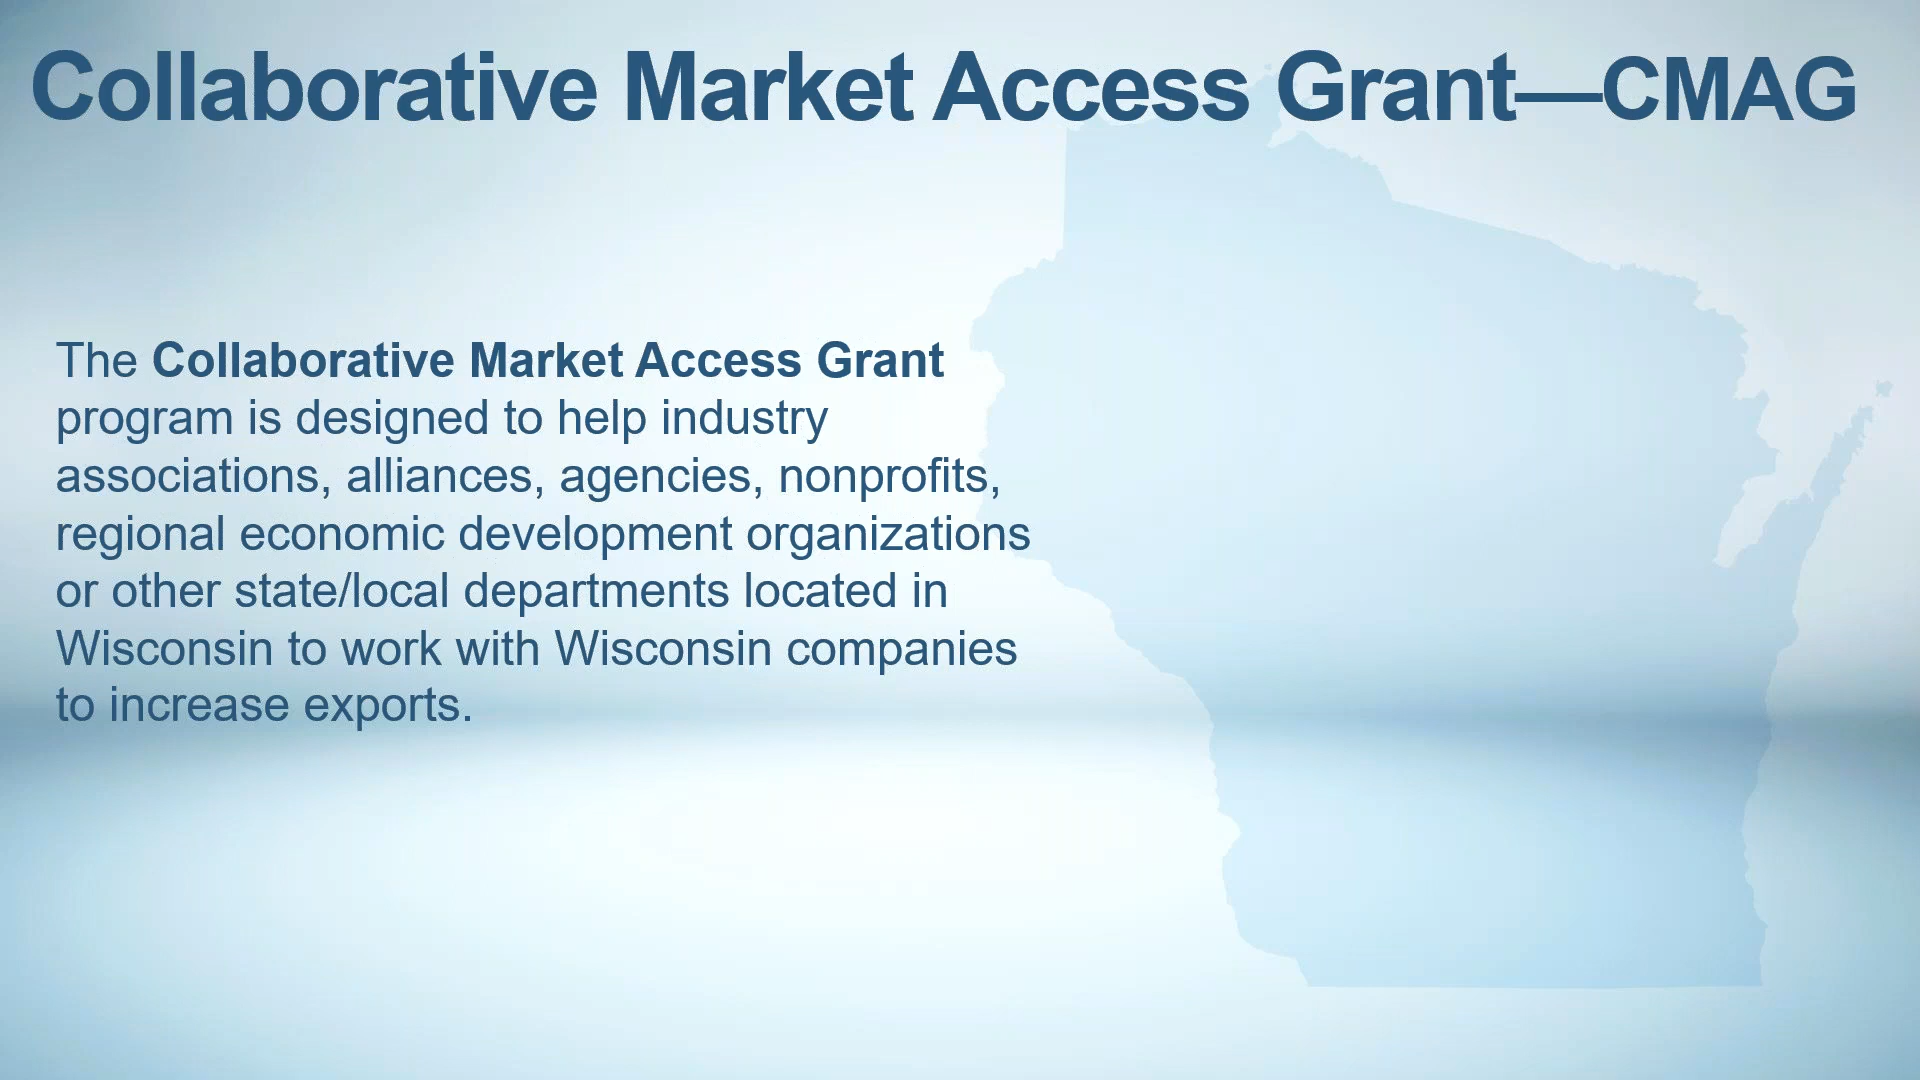 Collaborative Market Access Grant—CMAG
The Collaborative Market Access Grant
program is designed to help industry
associations, alliances, agencies, nonprofits,
regional economic development organizations
or other state/local departments located in
Wisconsin to work with Wisconsin companies
to increase exports.